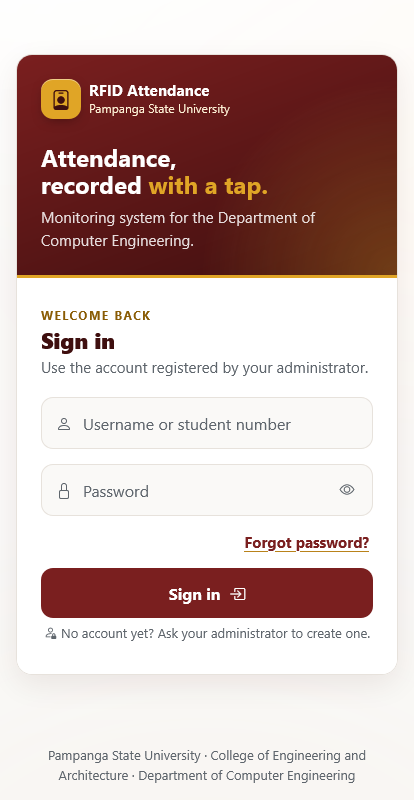 RFID Attendance
Pampanga State University
Attendance,
recorded with a tap.
Monitoring system for the Department of
Computer Engineering.
WELCOME BACK
Sign in
Use the account registered by your administrator.
Username or student number
Password
Forgot password?
Sign in
No account yet? Ask your administrator to create one.
Pampanga State University · College of Engineering and
Architecture · Department of Computer Engineering